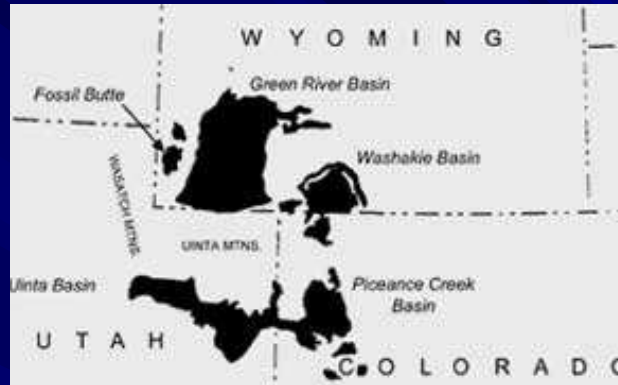 WYOMING
Green River Basin
Fossil Butte
Washakie Basin
WASATCH MTNS.
UINTA MTNS.
Uinta Basin
Piceance Creek
Basin
UTAH
COLORADO